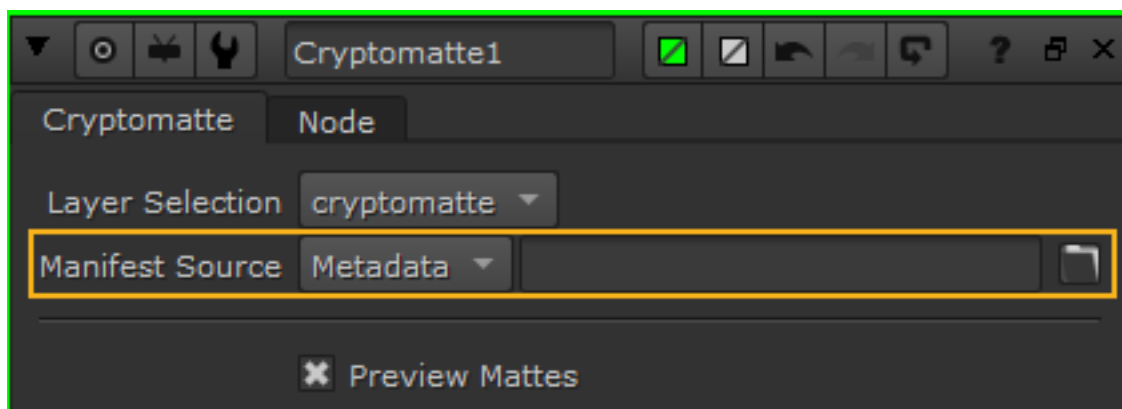 Cryptomatte1 ?
Cryptomatte Node
Layer Selection cryptomatte
Manifest Source Metadata
Preview Mattes